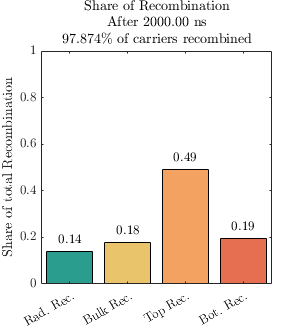 Share of Recombination
After 2000.00 ns
97.874% of carriers recombined
Share of total Recombination
1
0.8
0.6
0.4
0.2
0
0.14
0.18
0.49
0.19
Rad. Rec.
Bulk Rec.
Top Rec.
Bot. Rec.